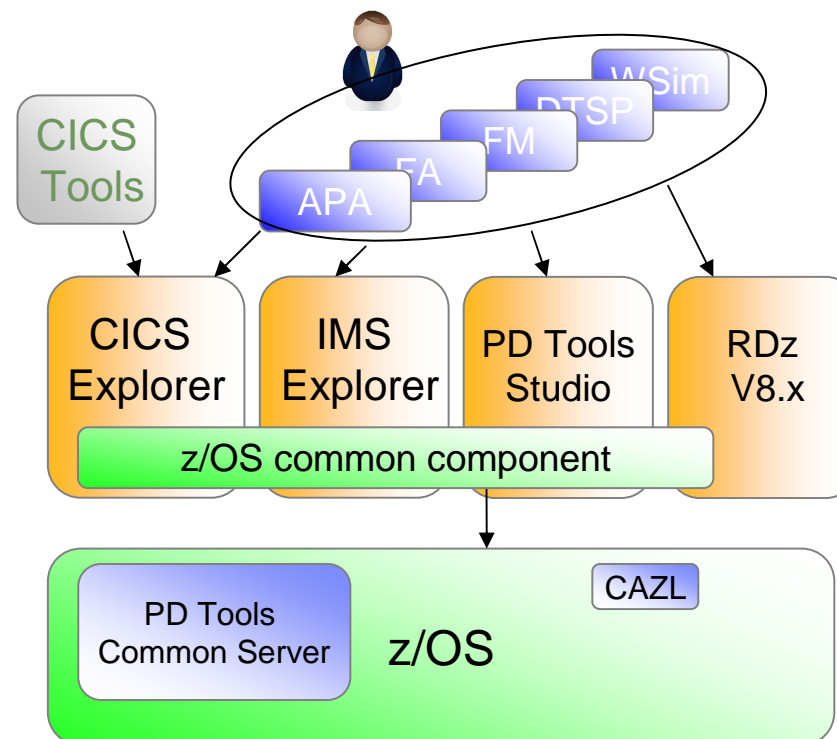 WSim
DTSP
FM
FA
APA
CICS
Tools
CICS
Explorer
IMS
Explorer
PD Tools
Studio
RDz
V8.x
z/OS common component
PD Tools
Common Server
z/OS
CAZL